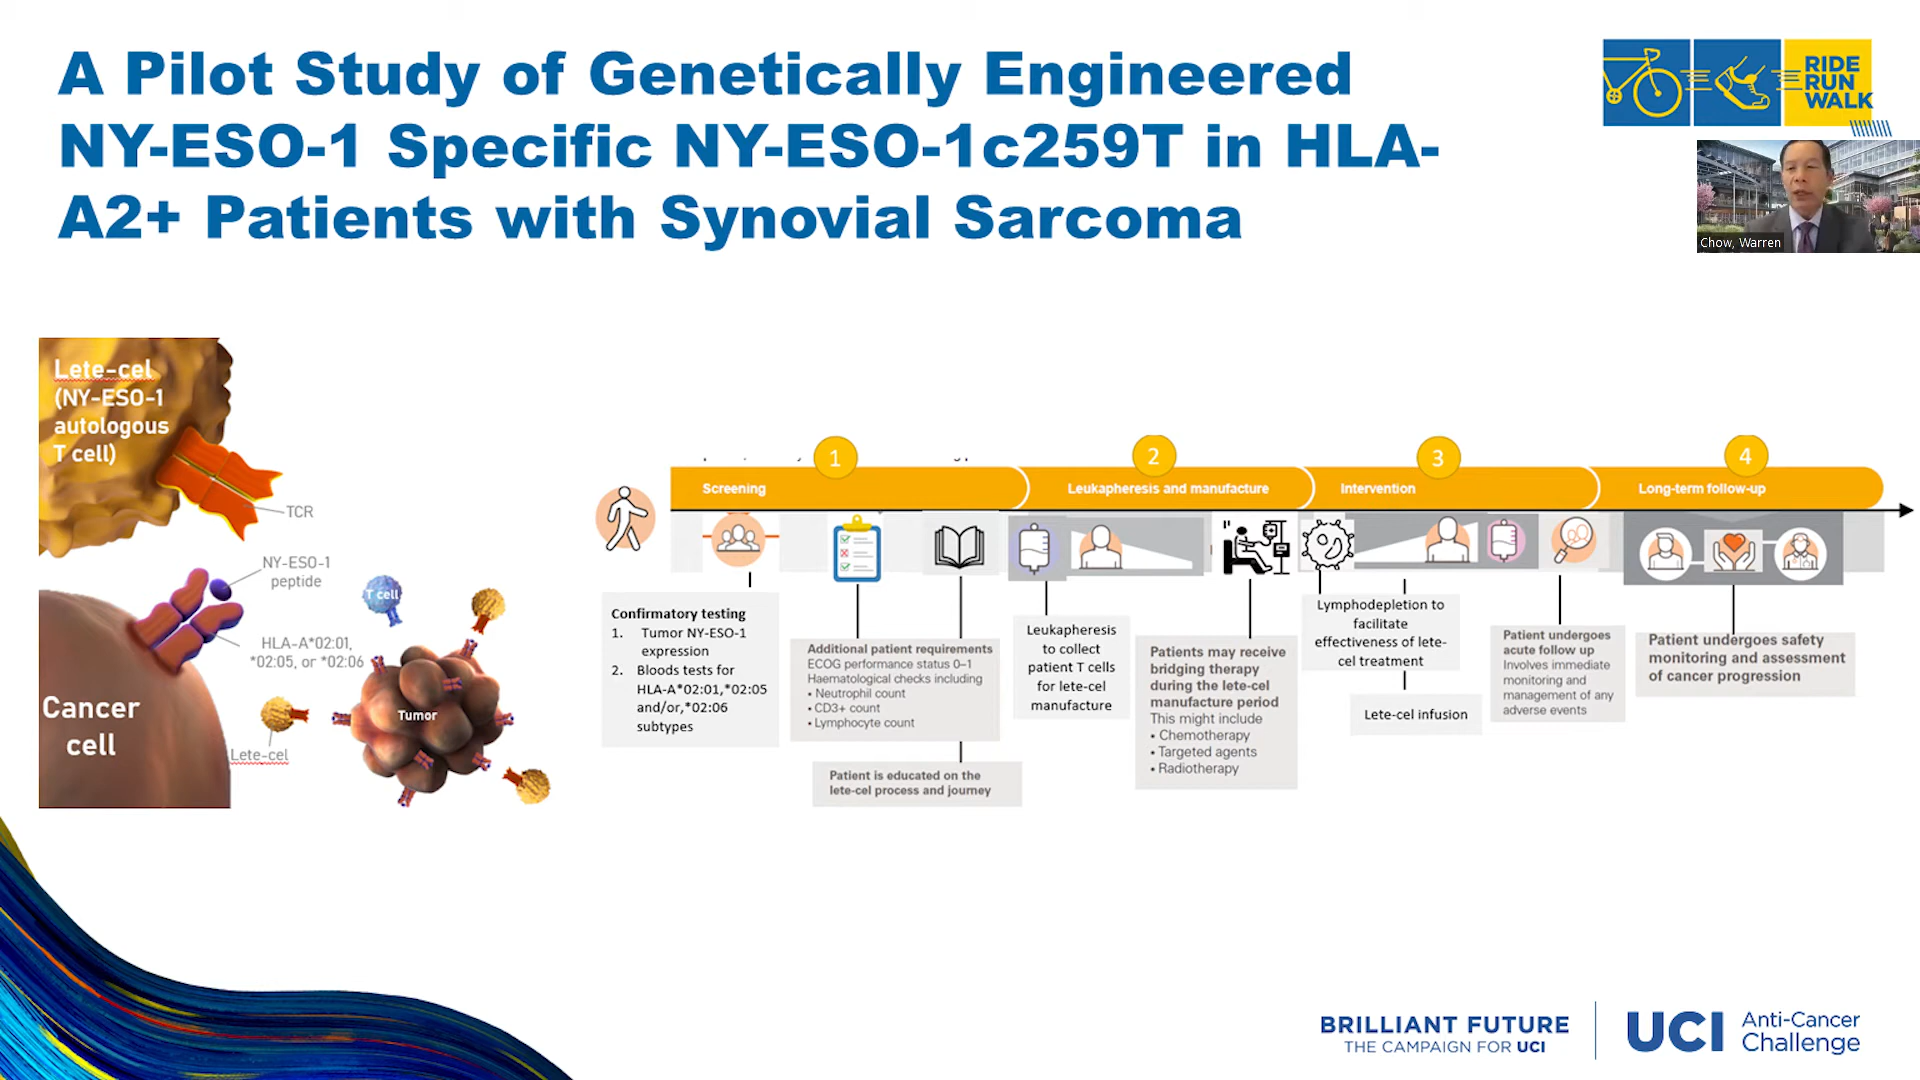 A Pilot Study of Genetically Engineered
NY-ESO-1 Specific NY-ESO-1c259T in HLA-
A2+ Patients with Synovial Sarcoma
RIDE
RUN
WALK
Chow, Warren
Lete-cel
(NY-ESO-1
autologous
T cell)
TCR
NY-ESO-1
peptide
HLA-A*02:01,
*02:05, or *02:06
Cancer
cell
T cell
Tumor
Lete-cel
1
2
3
4
Screening
Leukapheresis and manufacture
Intervention
Long-term follow-up
Confirmatory testing
1. Tumor NY-ESO-1
expression
2. Bloods tests for
HLA-A*02:01,*02:05
and/or,*02:06
subtypes
Additional patient requirements
ECOG performance status 0–1
Haematological checks including
• Neutrophil count
• CD3+ count
• Lymphocyte count
Patient is educated on the
lete-cel process and journey
Leukapheresis
to collect
patient T cells
for lete-cel
manufacture
Patients may receive
bridging therapy
during the lete-cel
manufacture period
This might include
• Chemotherapy
• Targeted agents
• Radiotherapy
Lymphodepletion to
facilitate
effectiveness of lete-
cel treatment
Lete-cel infusion
Patient undergoes
acute follow up
Involves immediate
monitoring and
management of any
adverse events
Patient undergoes safety
monitoring and assessment
of cancer progression
BRILLIANT FUTURE
THE CAMPAIGN FOR UCI
UCI Anti-Cancer
Challenge